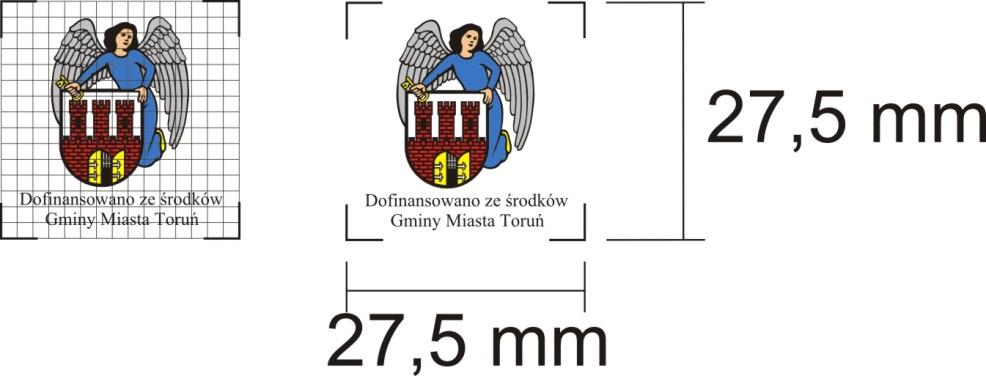 Dofinansowano ze środków
Gminy Miasta Toruń
Dofinansowano ze środków
Gminy Miasta Toruń
27,5 mm
27,5 mm